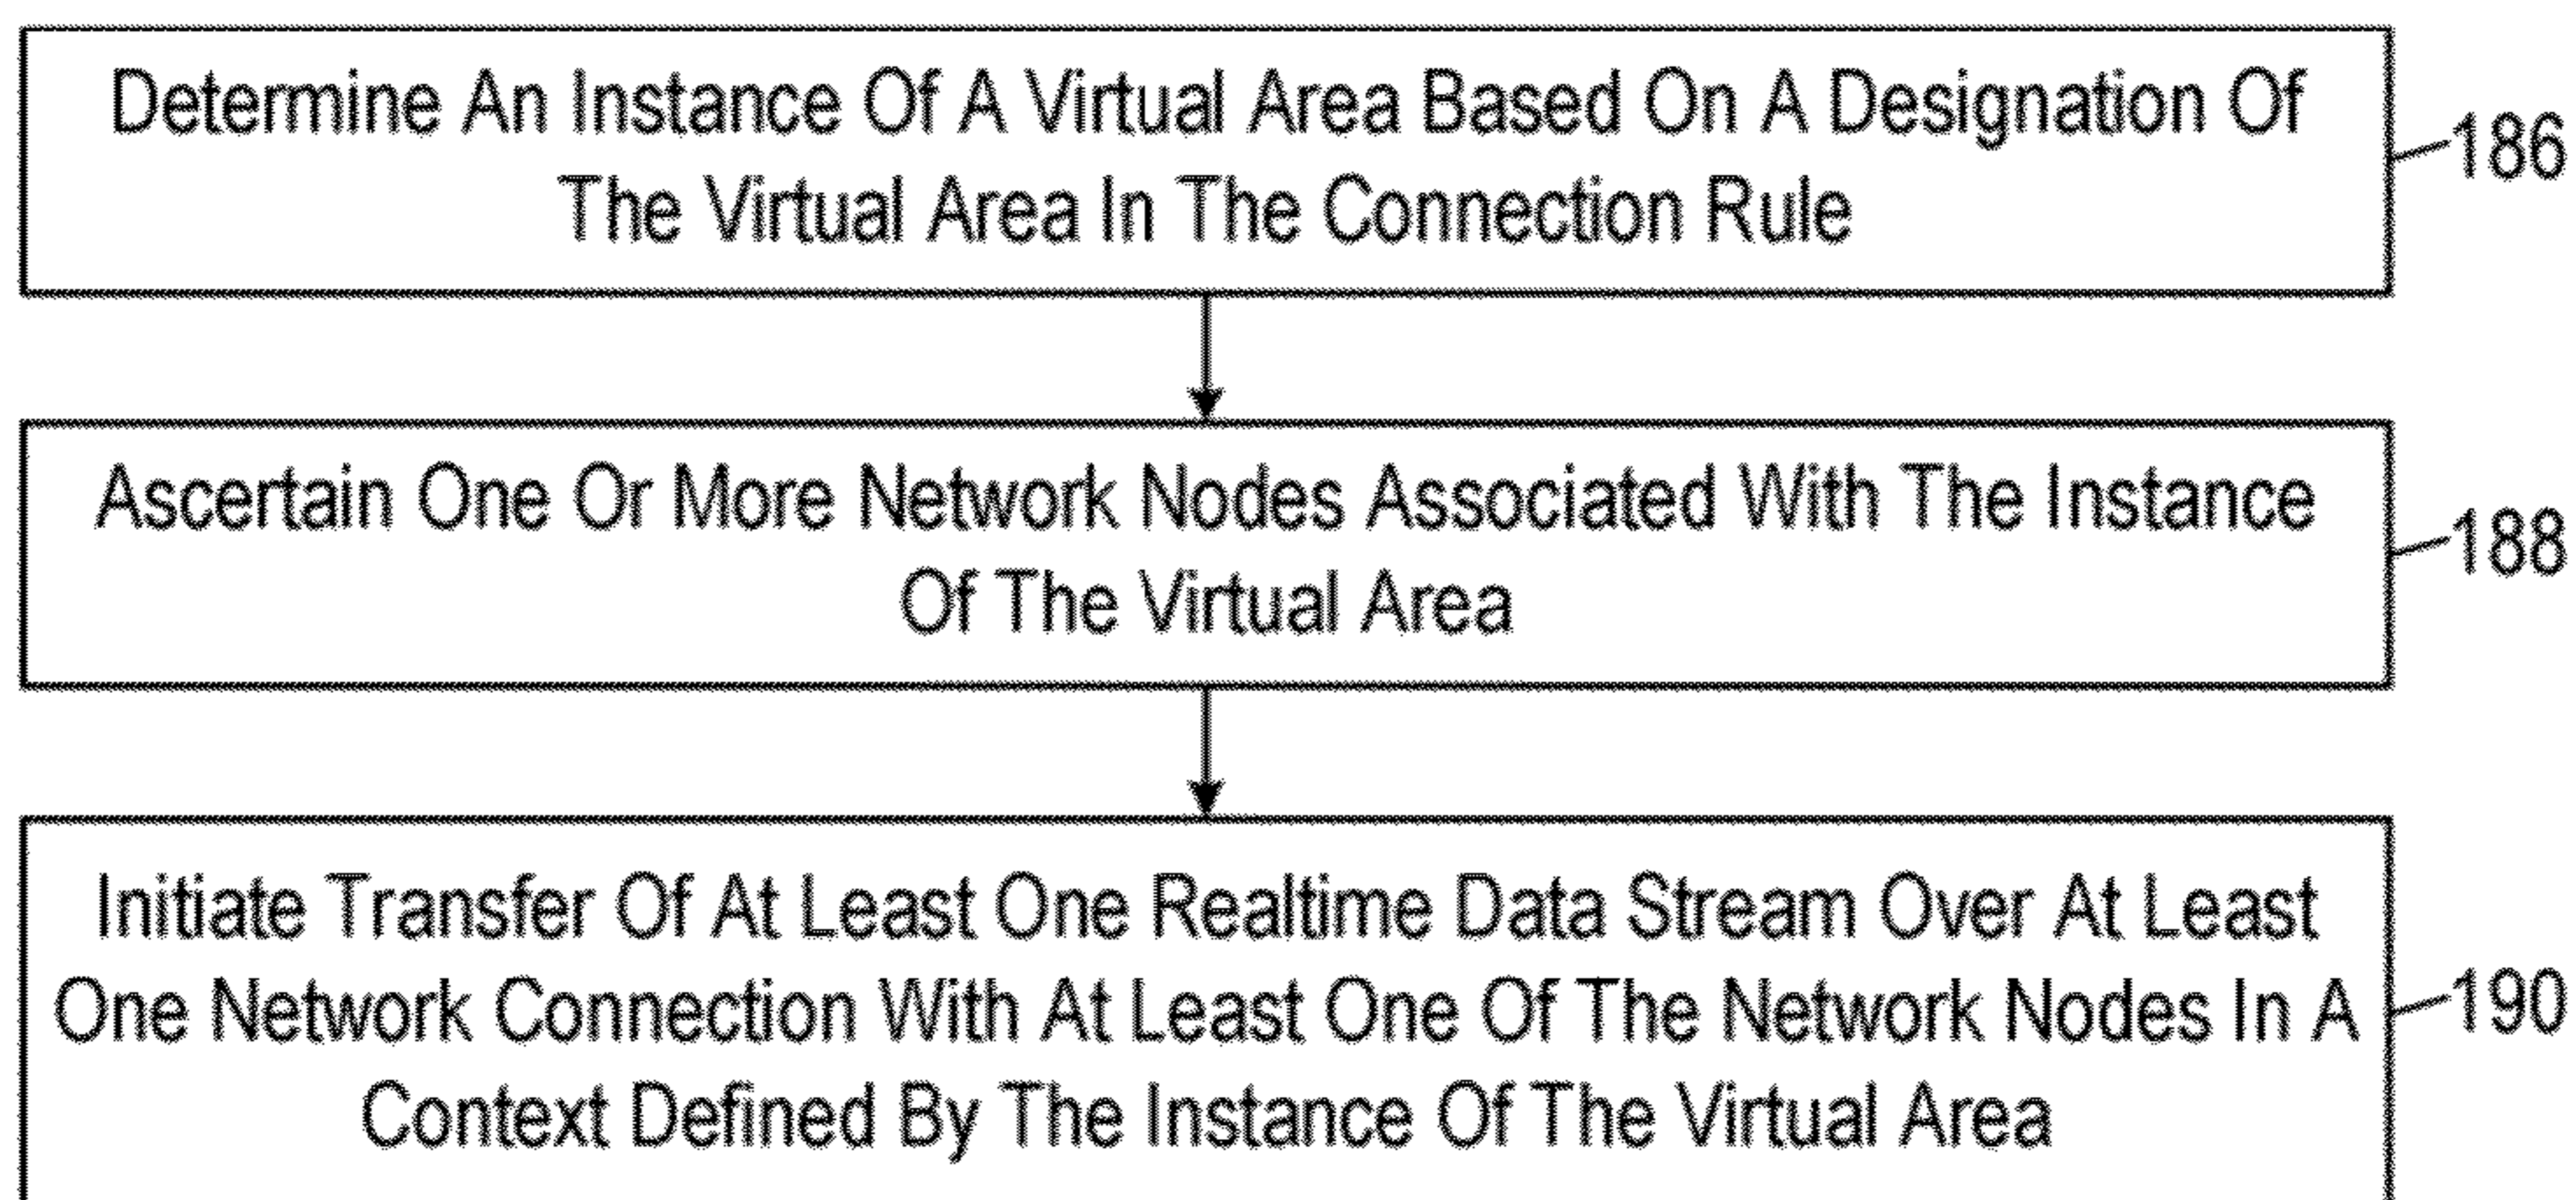 Determine An Instance Of A Virtual Area Based On A Designation Of
The Virtual Area In The Connection Rule
186
Ascertain One Or More Network Nodes Associated With The Instance
Of The Virtual Area
188
Initiate Transfer Of At Least One Realtime Data Stream Over At Least
One Network Connection With At Least One Of The Network Nodes In A
Context Defined By The Instance Of The Virtual Area
190